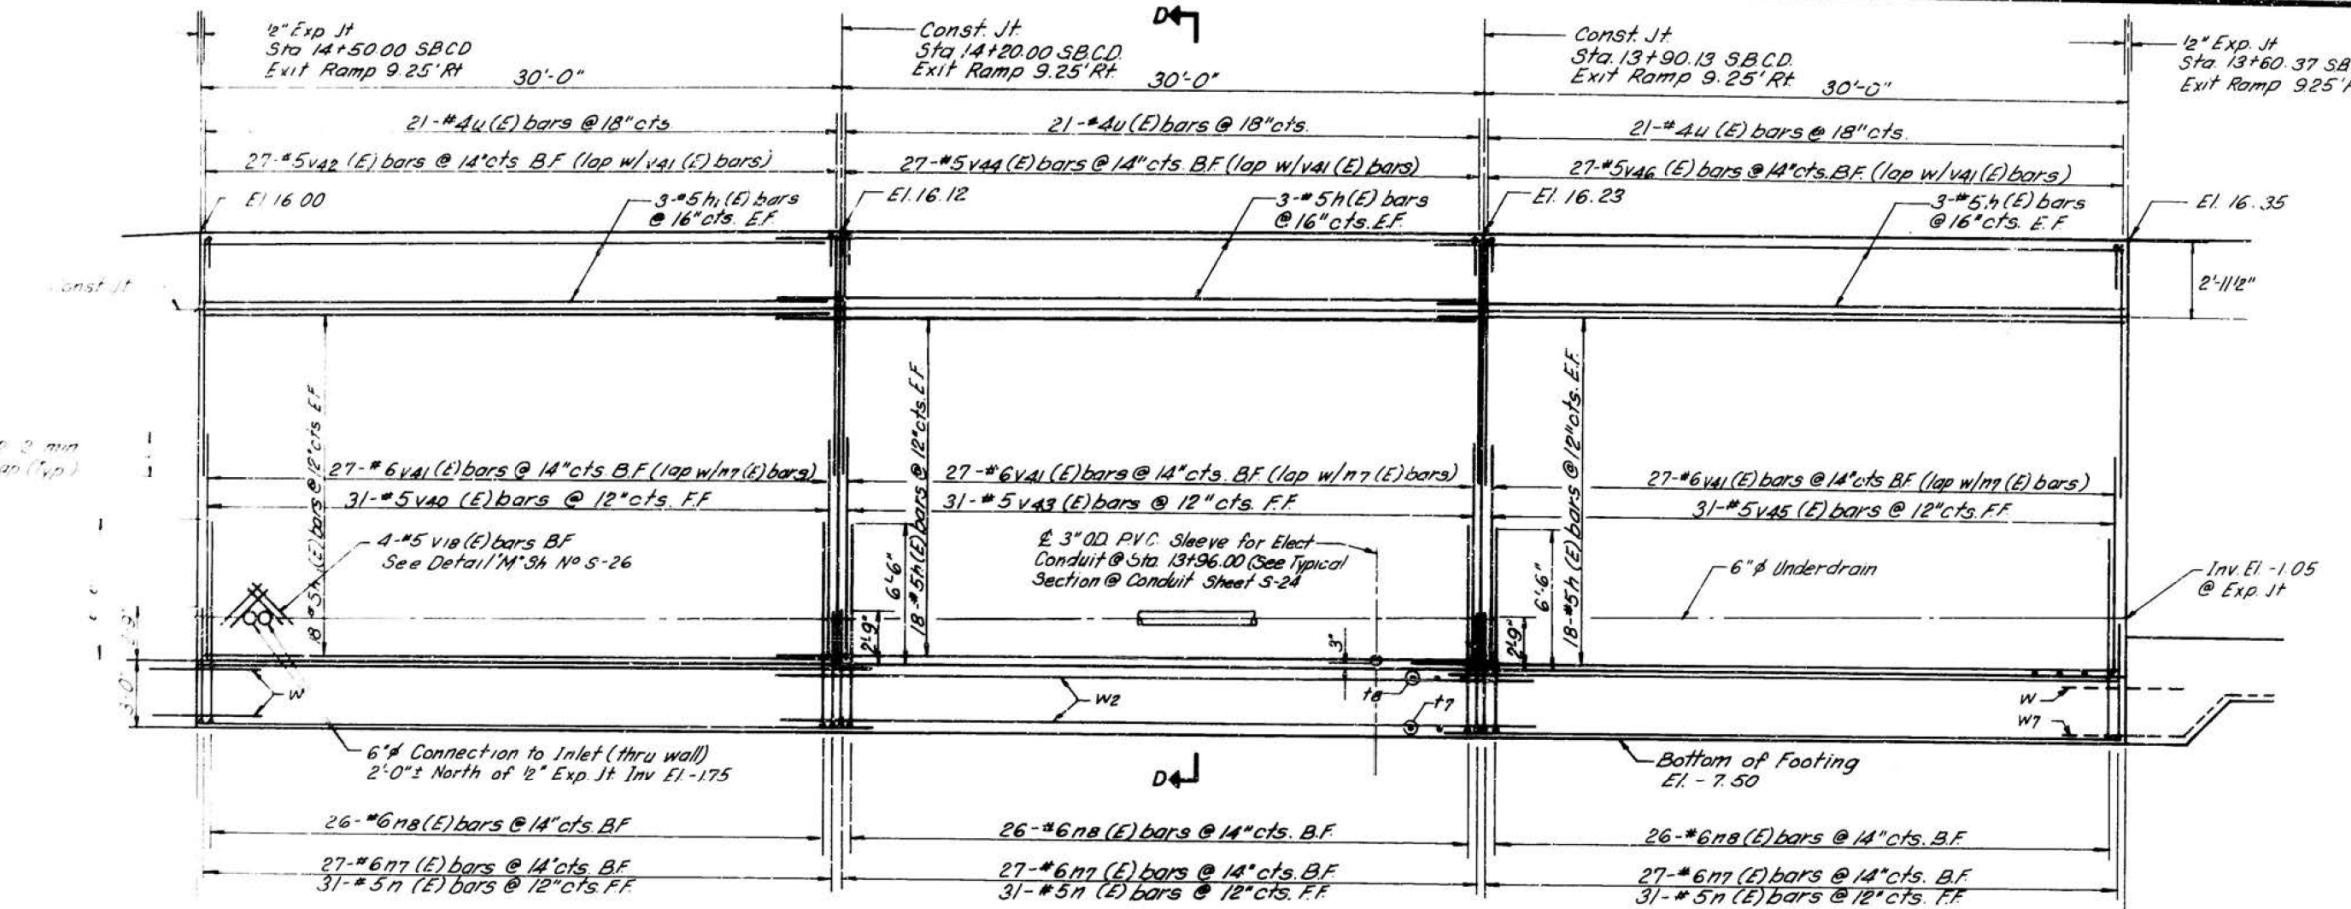 1/2" Exp Jt
Sta 14+50.00 SBCD
Exit Ramp 9.25' Rt
30'-0"
Const. Jt.
Sta 14+20.00 SBCD.
Exit Ramp 9.25' Rt.
30'-0"
D
Const. Jt.
Sta. 13+90.13 SBCD.
Exit Ramp 9.25' Rt.
30'-0"
1/2" Exp. Jt
Sta. 13+60.37 SB
Exit Ramp 9.25'
21-#4u(E) bars @ 18"cts
21-#4u(E) bars @ 18"cts.
21-#4u (E) bars @ 18"cts.
27-#5v42 (E) bars @ 14"cts B.F. (lap w/v41 (E) bars)
27-#5v44 (E) bars @ 14"cts. B.F. (lap w/v41 (E) bars)
27-#5v46 (E) bars @ 14"cts. B.F. (lap w/v41(E) bars)
El 16 00
3-#5h1(E) bars
@ 16"cts. E.F.
El. 16.12
3-#5h(E) bars
@ 16"cts. E.F.
El. 16.23
3-#5h(E) bars
@ 16"cts. E.F.
El. 16.35
Const Jt
2'-11 1/2"
18-#5h1(E) bars @ 12"cts E.F.
18-#5h(E) bars @ 12"cts. E.F.
18-#5h(E) bars @ 12"cts. E.F.
min
(Typ.)
27-#6v41(E) bars @ 14"cts B.F. (lap w/n7(E) bars)
27-#6v41(E) bars @ 14"cts. B.F. (lap w/n7(E) bars)
27-#6v41(E) bars @ 14"cts B.F. (lap w/n7(E) bars)
31-#5v40 (E) bars @ 12"cts. F.F
31-#5v43 (E) bars @ 12"cts. F.F.
31-#5v45 (E) bars @ 12"cts. F.F.
4-#5 v18 (E) bars BF
See Detail "M" Sh Nº S-26
6'-6"
2'-9"
℄ 3"OD. P.V.C. Sleeve for Elect
Conduit @ Sta. 13+96.00 (See Typical
Section @ Conduit Sheet S-24
6'-6"
2'-9"
6"ϕ Underdrain
Inv. El. -1.05
@ Exp. Jt
3"
3'-0"
W
W2
t8
t7
W
W7
6"ϕ Connection to Inlet (thru wall)
2'-0"± North of 1/2" Exp. Jt. Inv El.-1.75
D
Bottom of Footing
El. - 7.50
26-#6n8(E) bars @ 14"cts. B.F
26-#6n8 (E) bars @ 14"cts. B.F.
26-#6n8 (E) bars @ 14"cts. B.F.
27-#6n7 (E) bars @ 14"cts. B.F.
27-#6n7 (E) bars @ 14"cts. B.F.
27-#6n7 (E) bars @ 14"cts. B.F.
31-#5n (E) bars @ 12"cts. F.F.
31-#5n (E) bars @ 12"cts. F.F.
31-#5n (E) bars @ 12"cts. F.F.